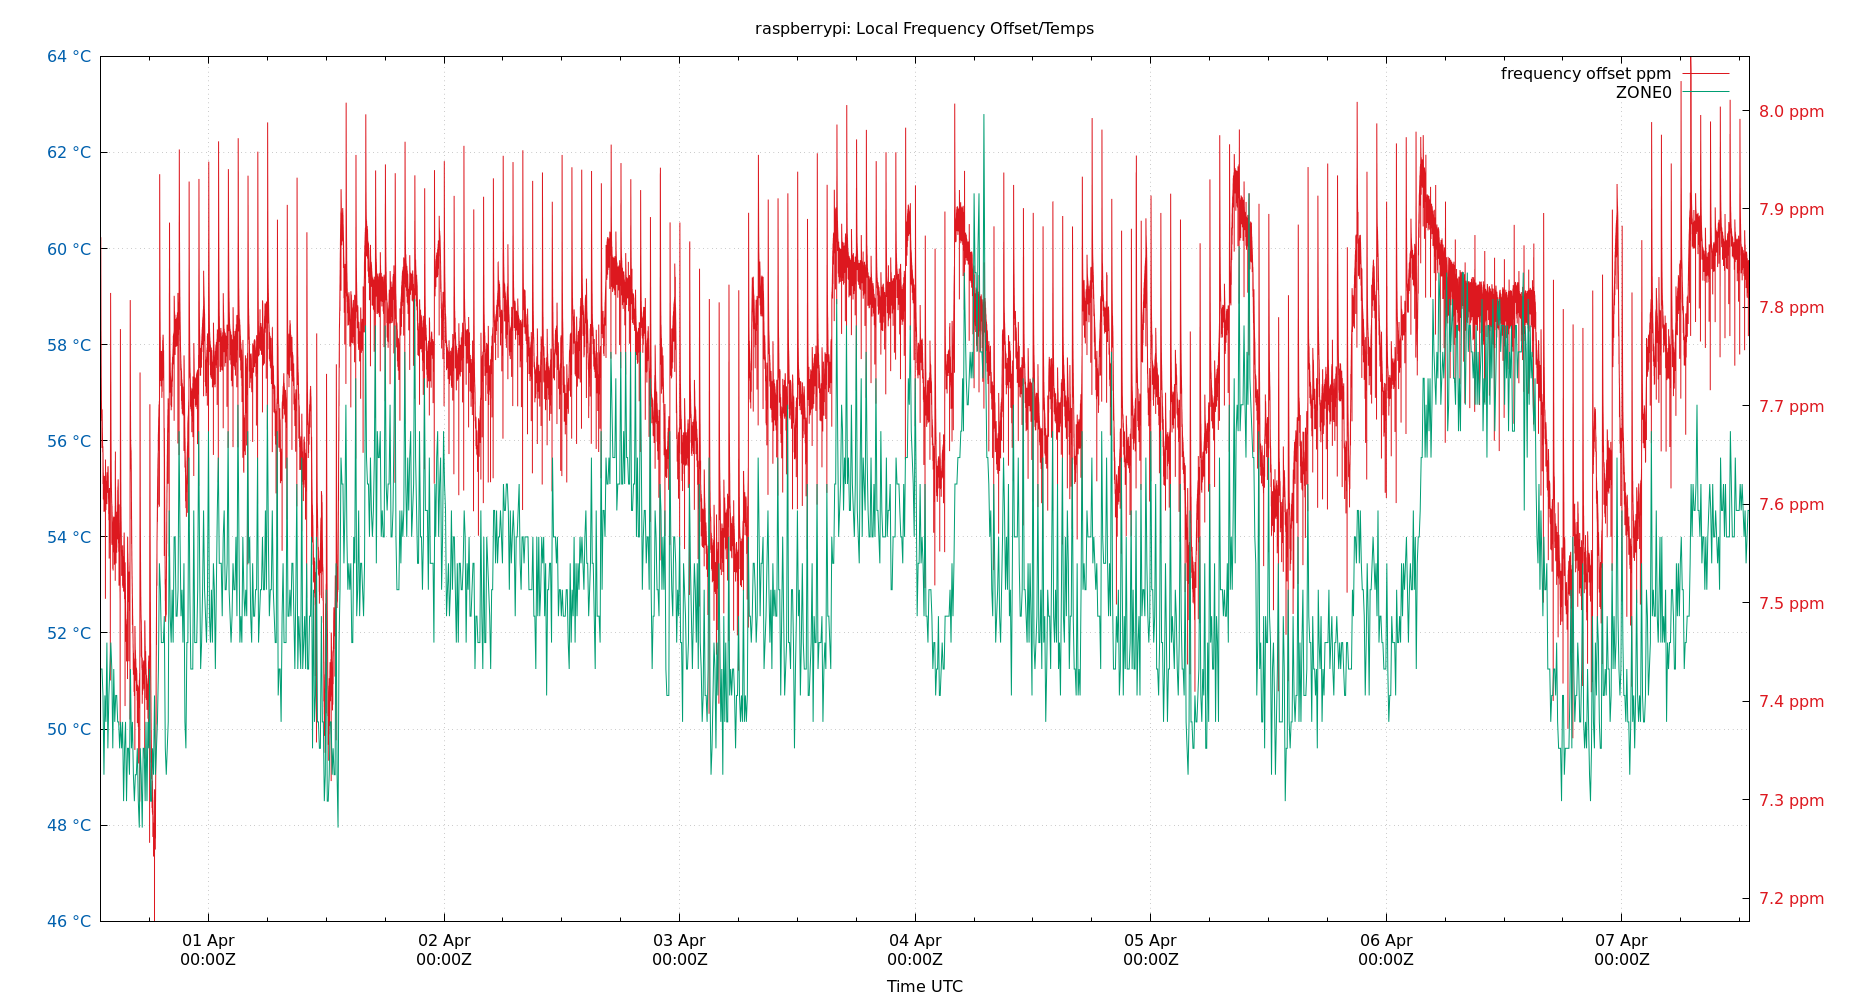 raspberrypi: Local Frequency Offset/Temps
64 °C
62 °C
60 °C
58 °C
56 °C
54 °C
52 °C
50 °C
48 °C
46 °C
frequency offset ppm
ZONE0
8.0 ppm
7.9 ppm
7.8 ppm
7.7 ppm
7.6 ppm
7.5 ppm
7.4 ppm
7.3 ppm
7.2 ppm
01 Apr
00:00Z
02 Apr
00:00Z
03 Apr
00:00Z
04 Apr
00:00Z
05 Apr
00:00Z
06 Apr
00:00Z
07 Apr
00:00Z
Time UTC